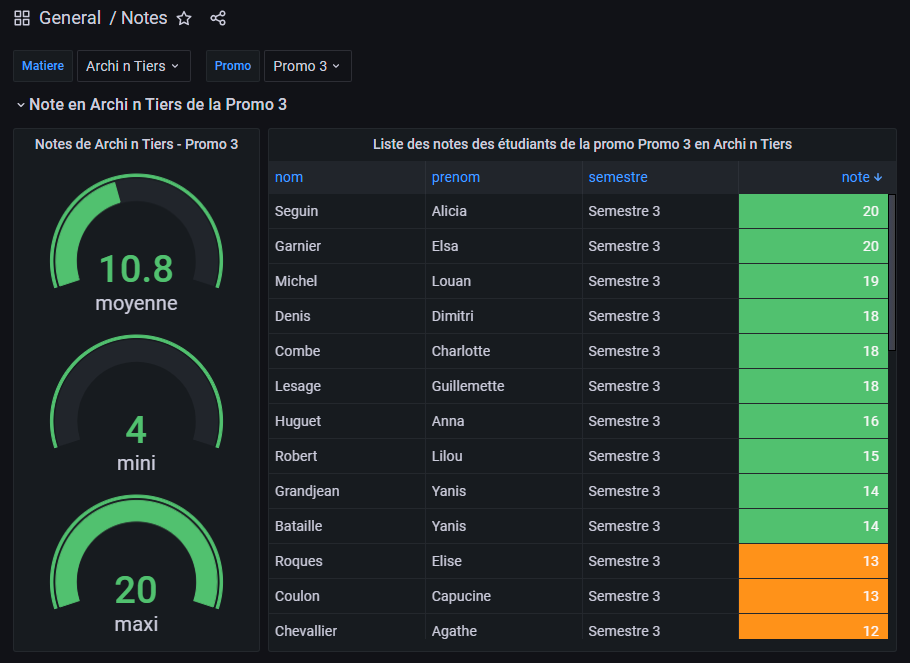 General / Notes
Matiere Archi n Tiers Promo Promo 3
Note en Archi n Tiers de la Promo 3
Notes de Archi n Tiers - Promo 3
10.8
moyenne
4
mini
20
maxi
Liste des notes des étudiants de la promo Promo 3 en Archi n Tiers
nom prenom semestre note
Seguin Alicia Semestre 3 20
Garnier Elsa Semestre 3 20
Michel Louan Semestre 3 19
Denis Dimitri Semestre 3 18
Combe Charlotte Semestre 3 18
Lesage Guillemette Semestre 3 18
Huguet Anna Semestre 3 16
Robert Lilou Semestre 3 15
Grandjean Yanis Semestre 3 14
Bataille Yanis Semestre 3 14
Roques Elise Semestre 3 13
Coulon Capucine Semestre 3 13
Chevallier Agathe Semestre 3 12